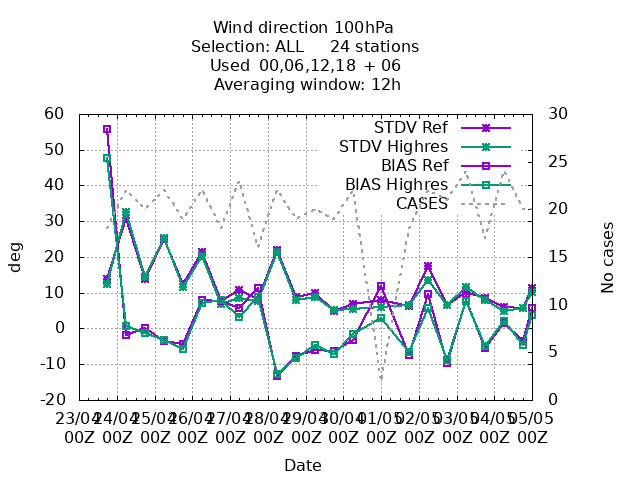 Wind direction 100hPa
Selection: ALL 24 stations
Used 00,06,12,18 + 06
Averaging window: 12h
STDV Ref
STDV Highres
BIAS Ref
BIAS Highres
CASES
deg
60
50
40
30
20
10
0
-10
-20
No cases
30
25
20
15
10
5
0
23/04 24/04 25/04 26/04 27/04 28/04 29/04 30/04 01/05 02/05 03/05 04/05 05/05
00Z 00Z 00Z 00Z 00Z 00Z 00Z 00Z 00Z 00Z 00Z 00Z 00Z
Date